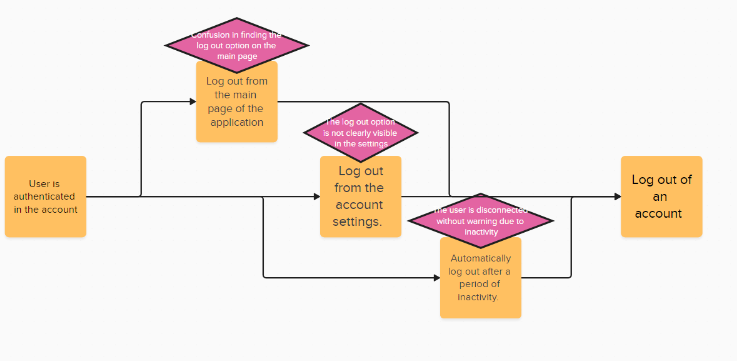 Confusion in finding the
log out option on the
main page
Log out from
the main
page of the
application
The log out option
is not clearly visible
in the settings
User is
authenticated
in the account
Log out
from the
account
settings.
Log out of
an
account
The user is disconnected
without warning due to
inactivity
Automatically
log out after a
period of
inactivity.